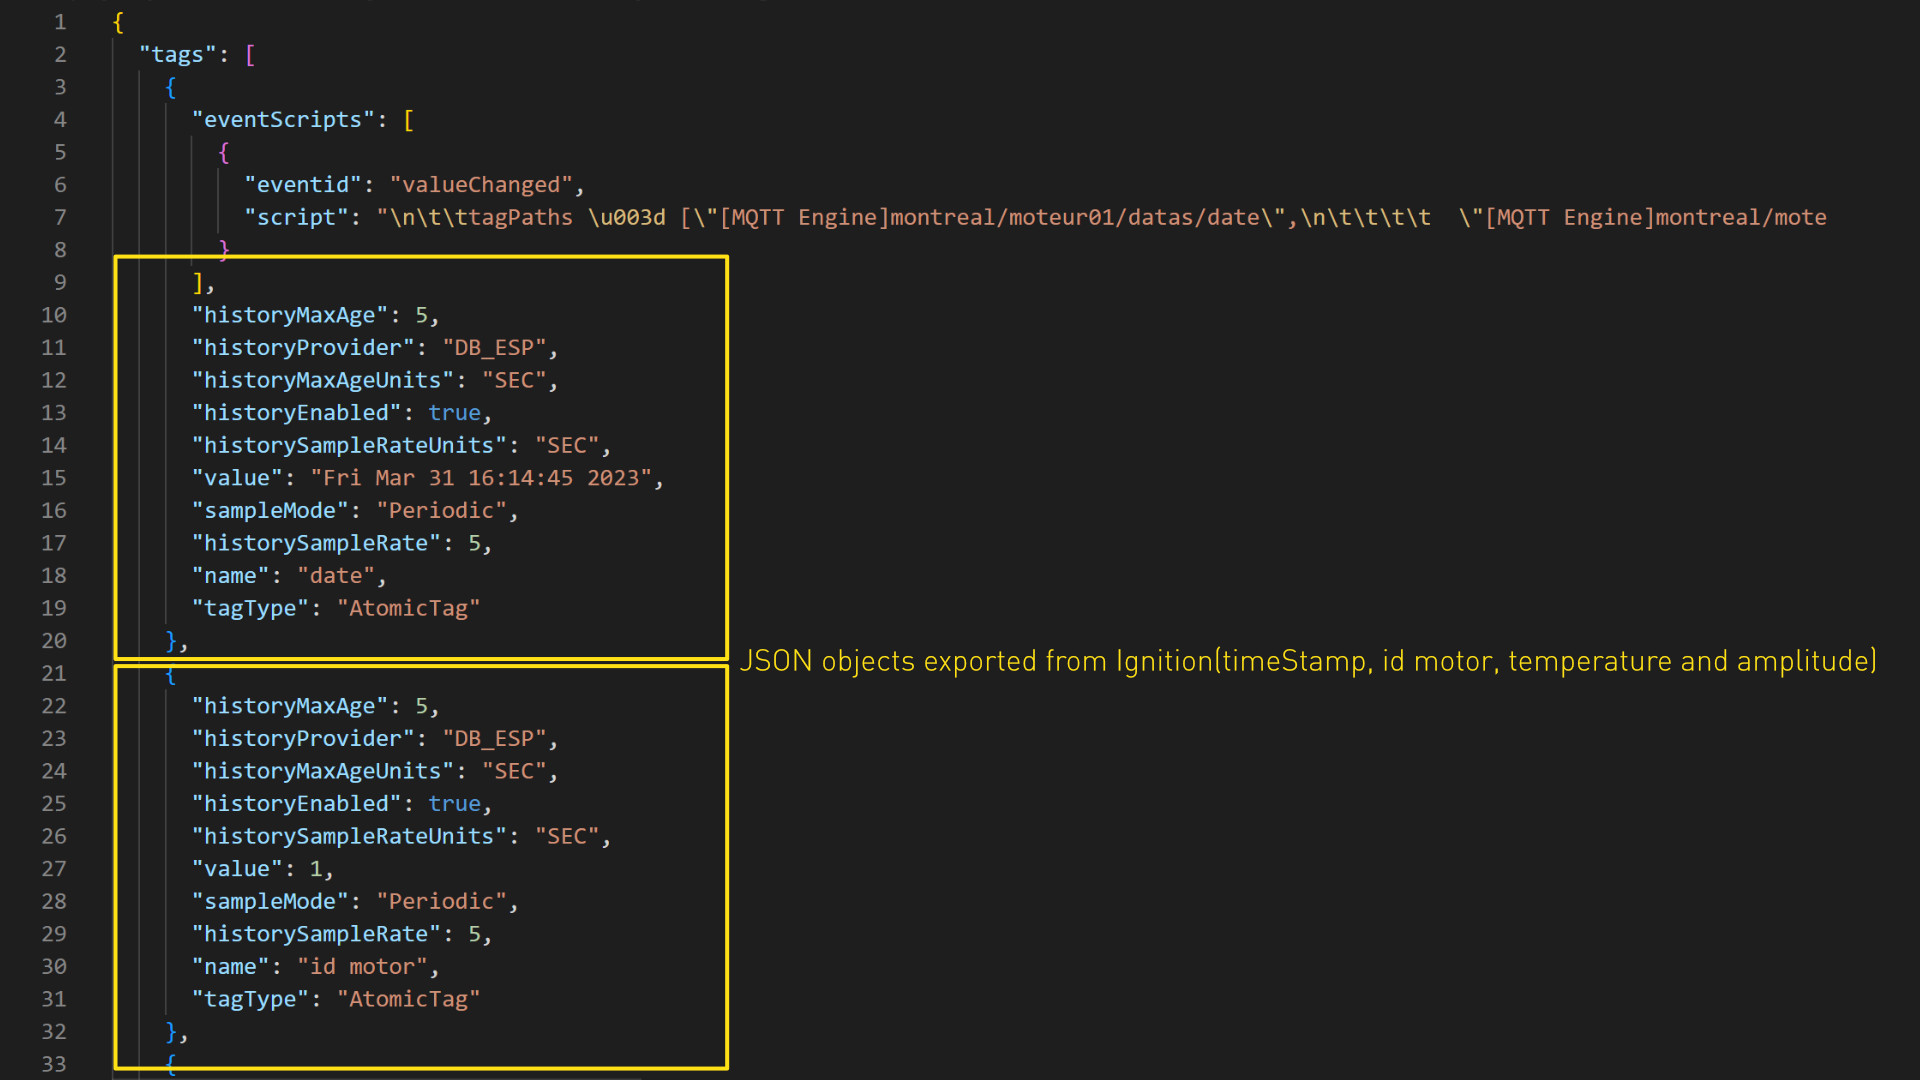 1 {
2 "tags": [
3 {
4 "eventScripts": [
5 {
6 "eventid": "valueChanged",
7 "script": "\n\t\ttagPaths \u003d [\"[MQTT Engine]montreal/moteur01/datas/date\",\n\t\t\t\t  \"[MQTT Engine]montreal/mote
8 }
9 ],
10 "historyMaxAge": 5,
11 "historyProvider": "DB_ESP",
12 "historyMaxAgeUnits": "SEC",
13 "historyEnabled": true,
14 "historySampleRateUnits": "SEC",
15 "value": "Fri Mar 31 16:14:45 2023",
16 "sampleMode": "Periodic",
17 "historySampleRate": 5,
18 "name": "date",
19 "tagType": "AtomicTag"
20 },
JSON objects exported from Ignition(timeStamp, id motor, temperature and amplitude)
21 {
22 "historyMaxAge": 5,
23 "historyProvider": "DB_ESP",
24 "historyMaxAgeUnits": "SEC",
25 "historyEnabled": true,
26 "historySampleRateUnits": "SEC",
27 "value": 1,
28 "sampleMode": "Periodic",
29 "historySampleRate": 5,
30 "name": "id motor",
31 "tagType": "AtomicTag"
32 },
33 {